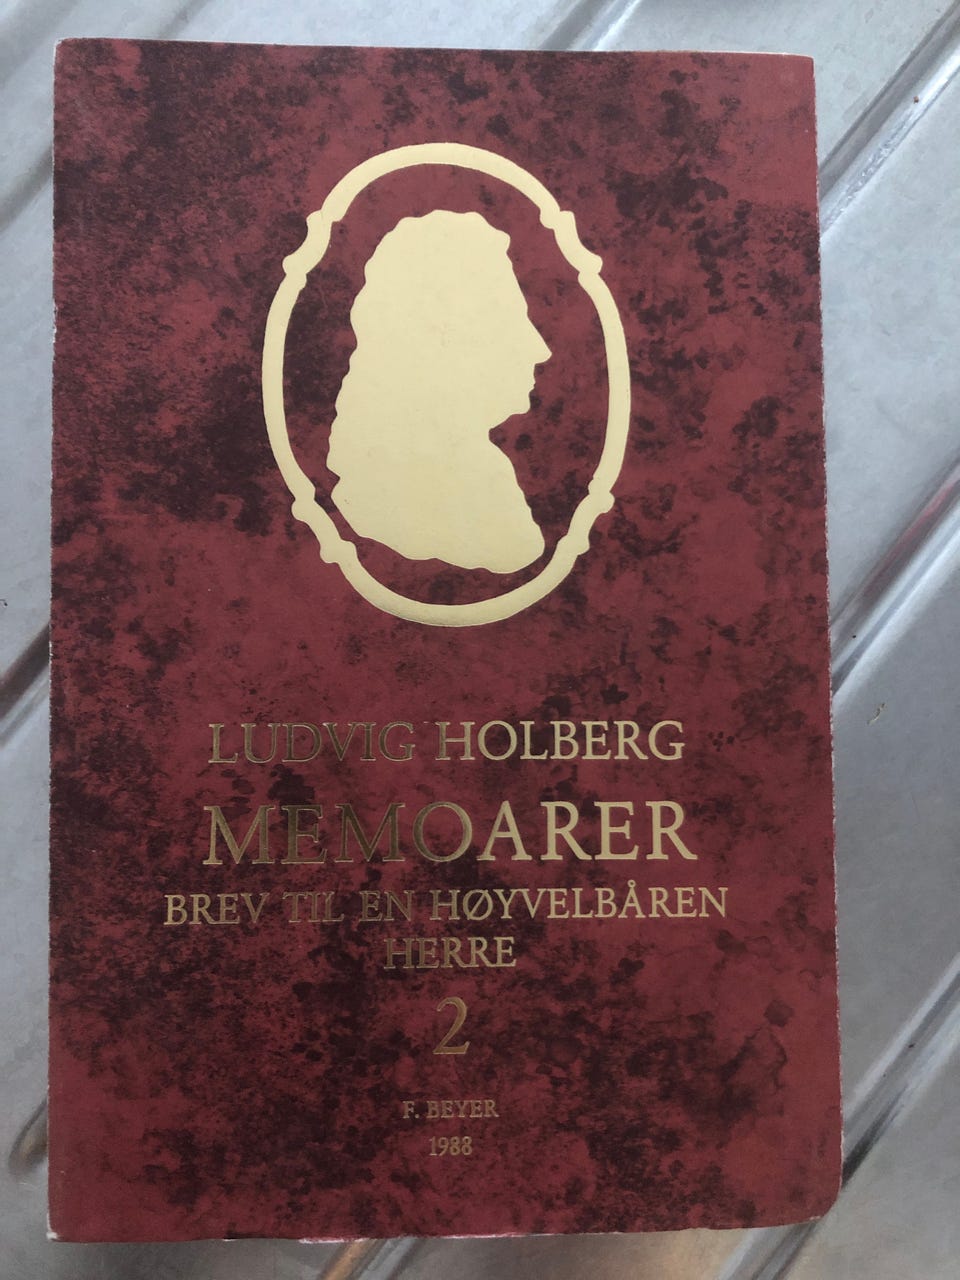 LUDVIG HOLBERG
MEMOARER
BREV TIL EN HØYVELBÅREN
HERRE
2
F. BEYER
1988